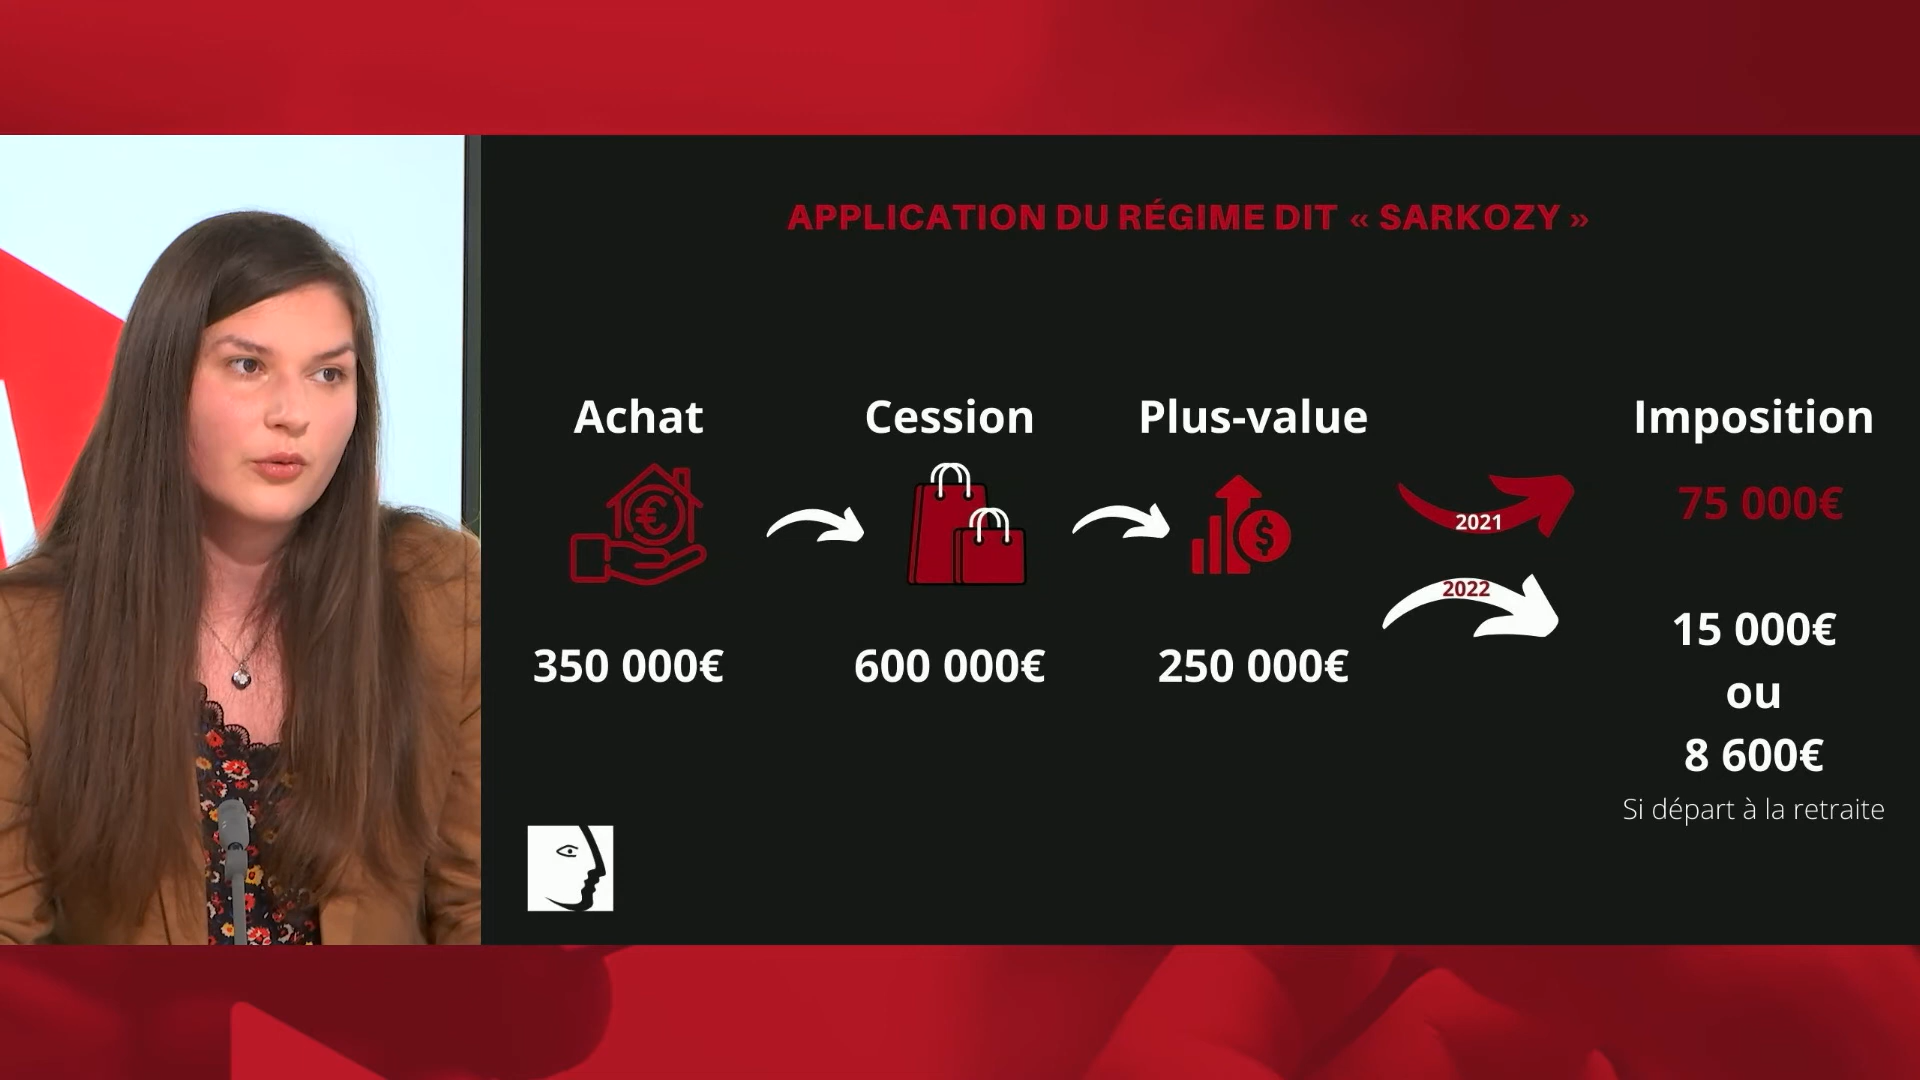 APPLICATION DU RÉGIME DIT « SARKOZY »
Achat
Cession
Plus-value
Imposition
2021
75 000€
2022
350 000€
600 000€
250 000€
15 000€
ou
8 600€
Si départ à la retraite